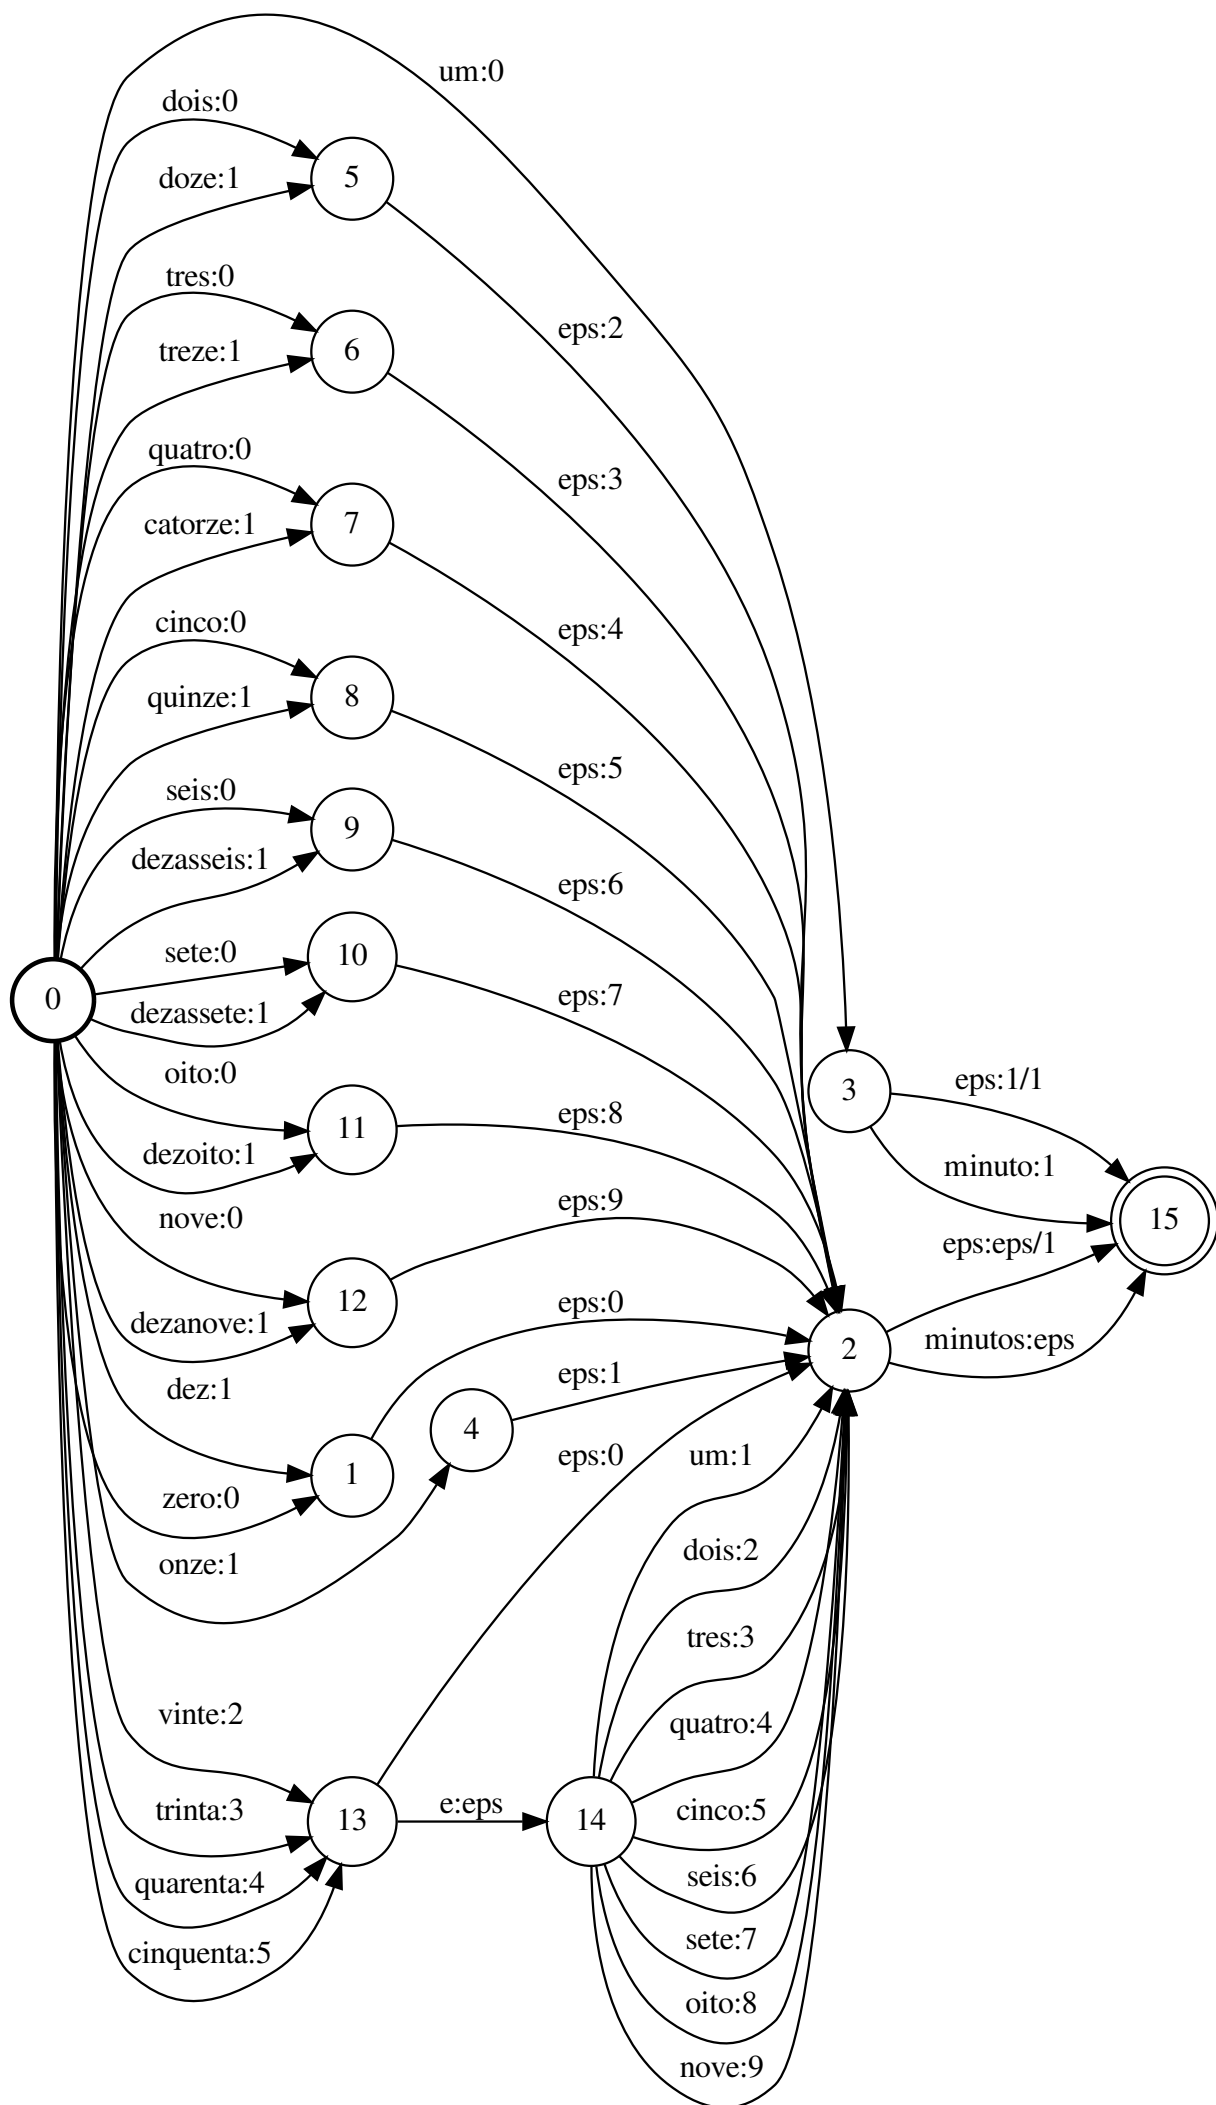 um:0
dois:0
doze:1
5
tres:0
eps:2
treze:1
6
quatro:0
eps:3
catorze:1
7
cinco:0
eps:4
quinze:1
8
eps:5
seis:0
9
dezasseis:1
eps:6
sete:0
10
0
eps:7
dezassete:1
oito:0
eps:1/1
3
eps:8
11
dezoito:1
minuto:1
eps:9
nove:0
15
eps:eps/1
12
eps:0
dezanove:1
minutos:eps
2
eps:1
dez:1
4
eps:0
um:1
1
zero:0
onze:1
dois:2
tres:3
vinte:2
quatro:4
e:eps
trinta:3
cinco:5
13
14
seis:6
quarenta:4
sete:7
cinquenta:5
oito:8
nove:9